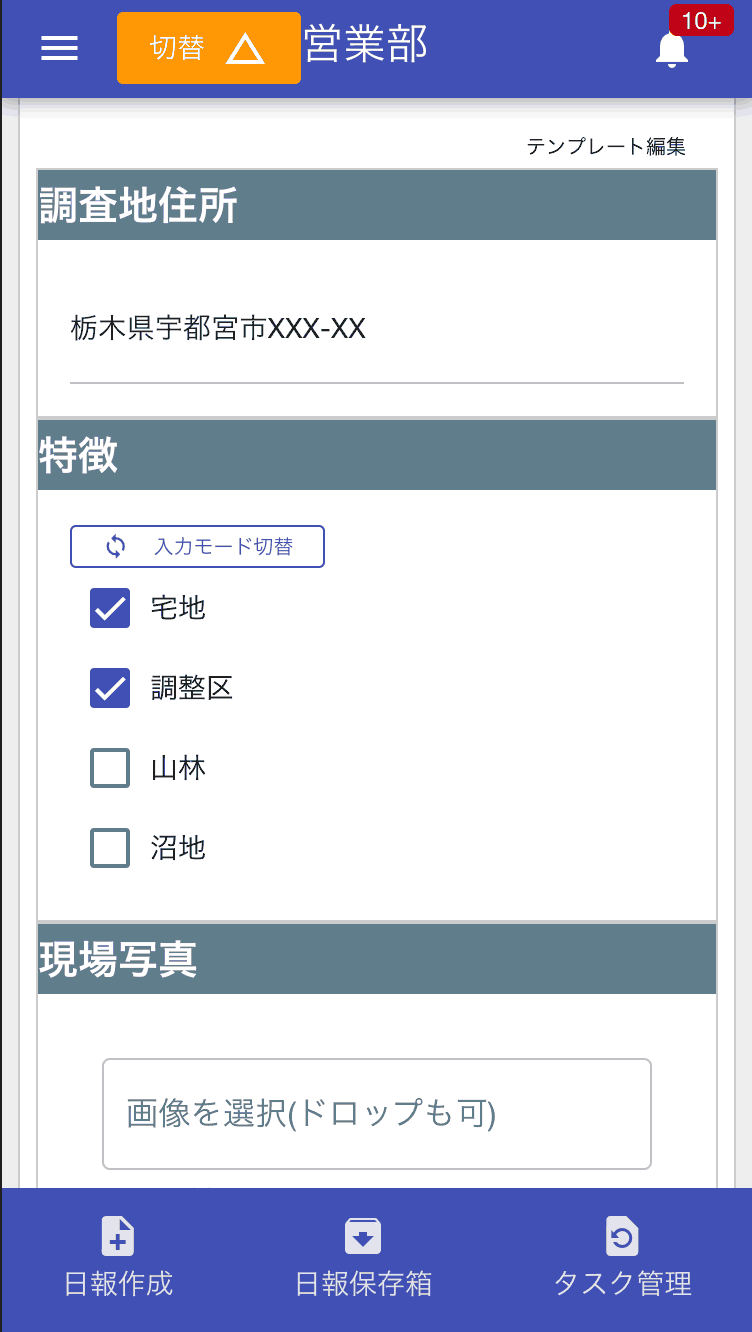 切替
営業部
10+
テンプレート編集
調査地住所
栃木県宇都宮市XXX-XX
特徴
入力モード切替
宅地
調整区
山林
沼地
現場写真
画像を選択(ドロップも可)
日報作成
日報保存箱
タスク管理